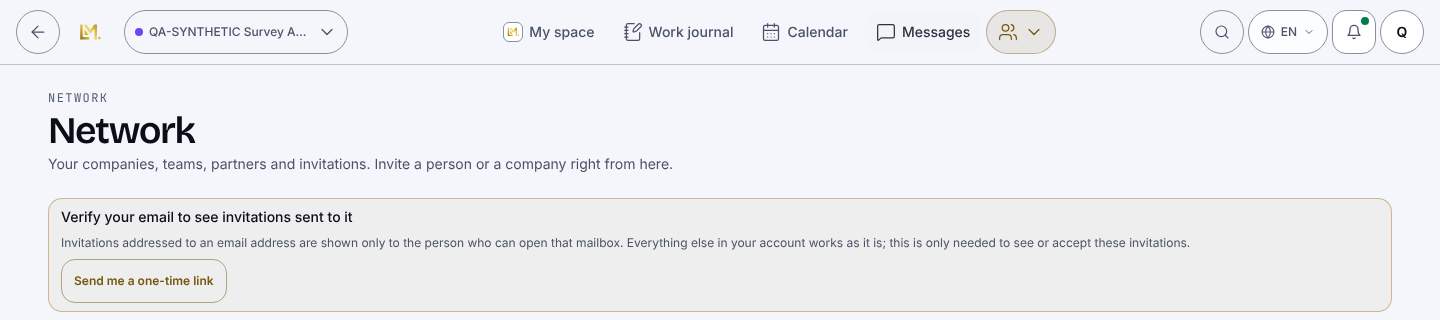 LM.
QA-SYNTHETIC Survey A...
My space
Work journal
Calendar
Messages
EN
Q
NETWORK
Network
Your companies, teams, partners and invitations. Invite a person or a company right from here.
Verify your email to see invitations sent to it
Invitations addressed to an email address are shown only to the person who can open that mailbox. Everything else in your account works as it is; this is only needed to see or accept these invitations.
Send me a one-time link